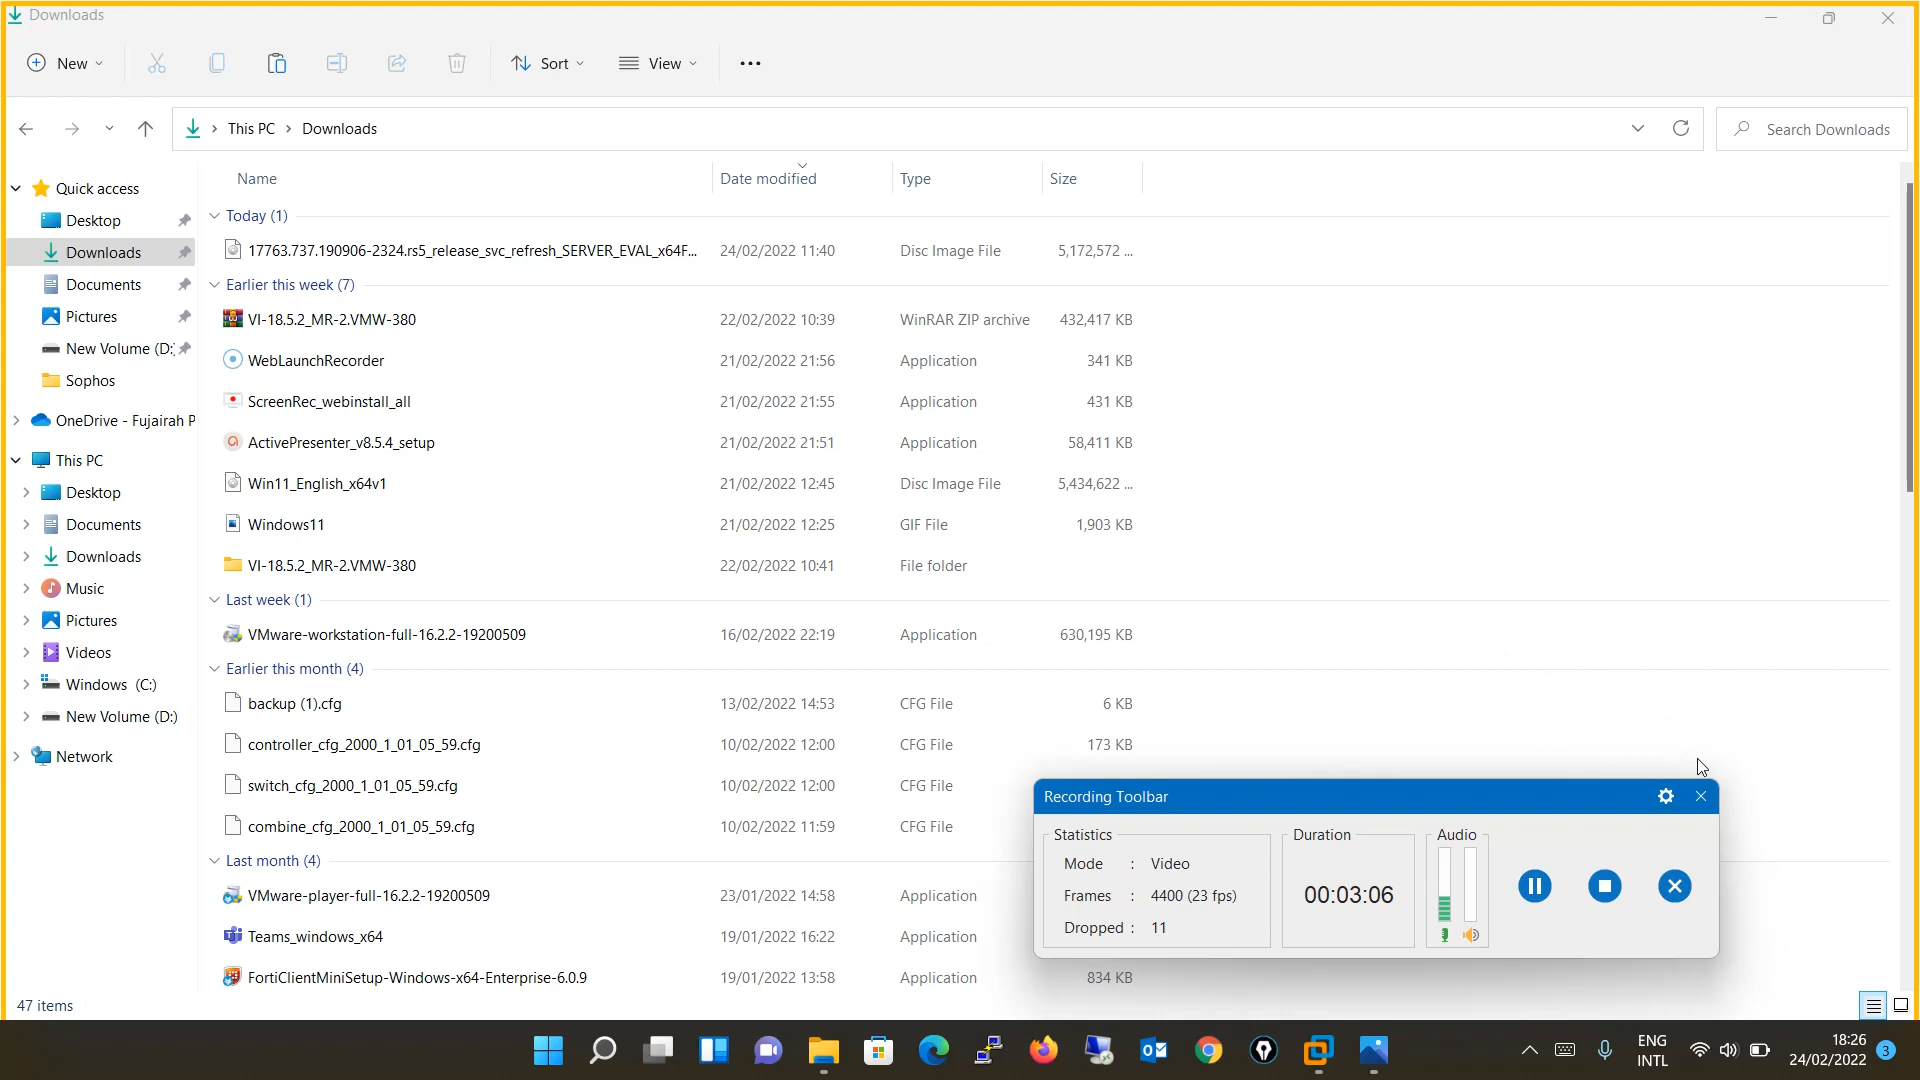 Downloads
New
Sort
View
This PC > Downloads
Search Downloads
Quick access
Desktop
Downloads
Documents
Pictures
New Volume (D:
Sophos
OneDrive - Fujairah P
This PC
Desktop
Documents
Downloads
Music
Pictures
Videos
Windows (C:)
New Volume (D:)
Network
Name Date modified Type Size
Today (1)
17763.737.190906-2324.rs5_release_svc_refresh_SERVER_EVAL_x64F... 24/02/2022 11:40 Disc Image File 5,172,572 ...
Earlier this week (7)
VI-18.5.2_MR-2.VMW-380 22/02/2022 10:39 WinRAR ZIP archive 432,417 KB
WebLaunchRecorder 21/02/2022 21:56 Application 341 KB
ScreenRec_webinstall_all 21/02/2022 21:55 Application 431 KB
ActivePresenter_v8.5.4_setup 21/02/2022 21:51 Application 58,411 KB
Win11_English_x64v1 21/02/2022 12:45 Disc Image File 5,434,622 ...
Windows11 21/02/2022 12:25 GIF File 1,903 KB
VI-18.5.2_MR-2.VMW-380 22/02/2022 10:41 File folder
Last week (1)
VMware-workstation-full-16.2.2-19200509 16/02/2022 22:19 Application 630,195 KB
Earlier this month (4)
backup (1).cfg 13/02/2022 14:53 CFG File 6 KB
controller_cfg_2000_1_01_05_59.cfg 10/02/2022 12:00 CFG File 173 KB
switch_cfg_2000_1_01_05_59.cfg 10/02/2022 12:00 CFG File
combine_cfg_2000_1_01_05_59.cfg 10/02/2022 11:59 CFG File
Last month (4)
VMware-player-full-16.2.2-19200509 23/01/2022 14:58 Application
Teams_windows_x64 19/01/2022 16:22 Application
FortiClientMiniSetup-Windows-x64-Enterprise-6.0.9 19/01/2022 13:58 Application 834 KB
Recording Toolbar
Statistics
Mode : Video
Frames : 4400 (23 fps)
Dropped : 11
Duration
00:03:06
Audio
47 items
ENG
INTL
18:26
24/02/2022
3